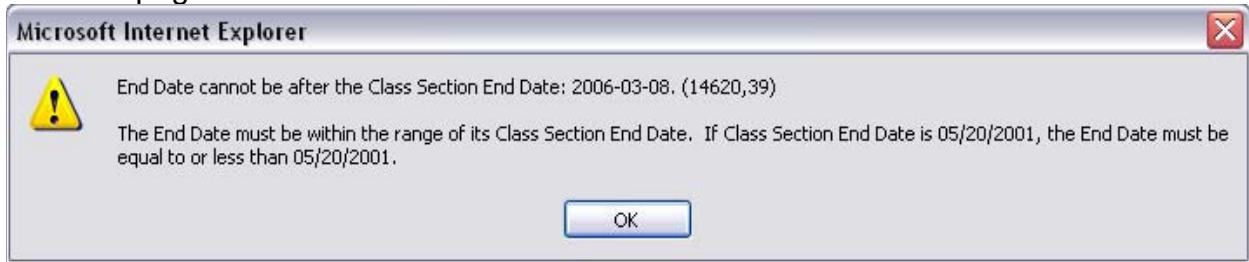 Microsoft Internet Explorer
End Date cannot be after the Class Section End Date: 2006-03-08. (14620,39)
The End Date must be within the range of its Class Section End Date.  If Class Section End Date is 05/20/2001, the End Date must be
equal to or less than 05/20/2001.
OK